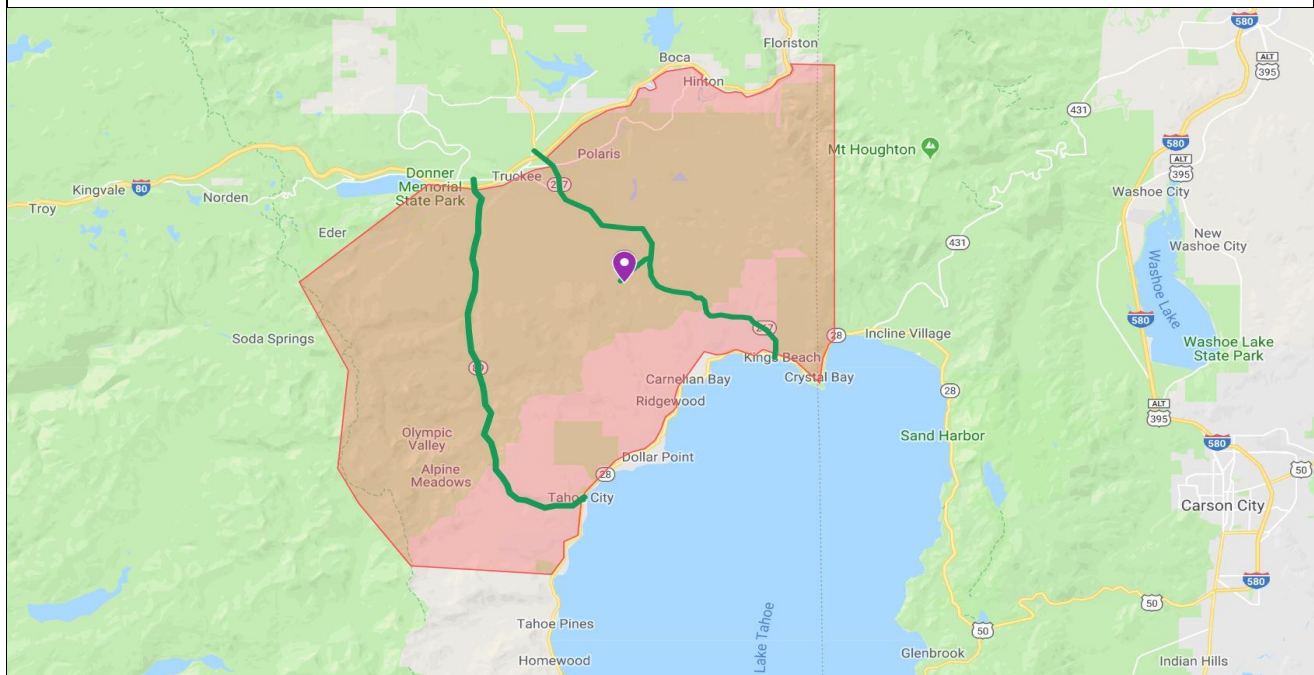 Floriston
580
ALT
395
Boca
Hinton
431
580
Mt Houghton
ALT
395
Polaris
Donner
Memorial
State Park
Truckee
267
Kingvale
80
Norden
Troy
Washoe City
Eder
431
New
Washoe City
Washoe Lake
580
267
28
Incline Village
Soda Springs
Washoe Lake
State Park
Kings Beach
89
Carnelian Bay
Crystal Bay
28
Ridgewood
ALT
395
Olympic
Valley
Sand Harbor
580
Dollar Point
Alpine
Meadows
28
50
Tahoe City
Carson City
580
50
50
Tahoe Pines
Lake Tahoe
Glenbrook
Homewood
Indian Hills